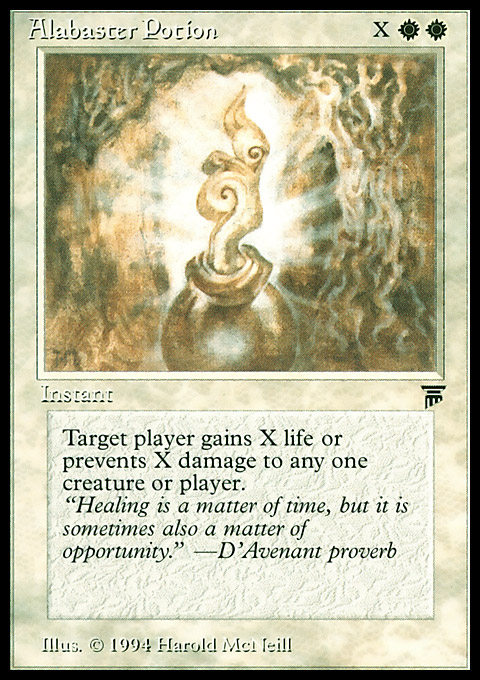 Alabaster Potion X
Instant
Target player gains X life or
prevents X damage to any one
creature or player.
“Healing is a matter of time, but it is
sometimes also a matter of
opportunity.” —D’Avenant proverb
Illus. © 1994 Harold McNeill